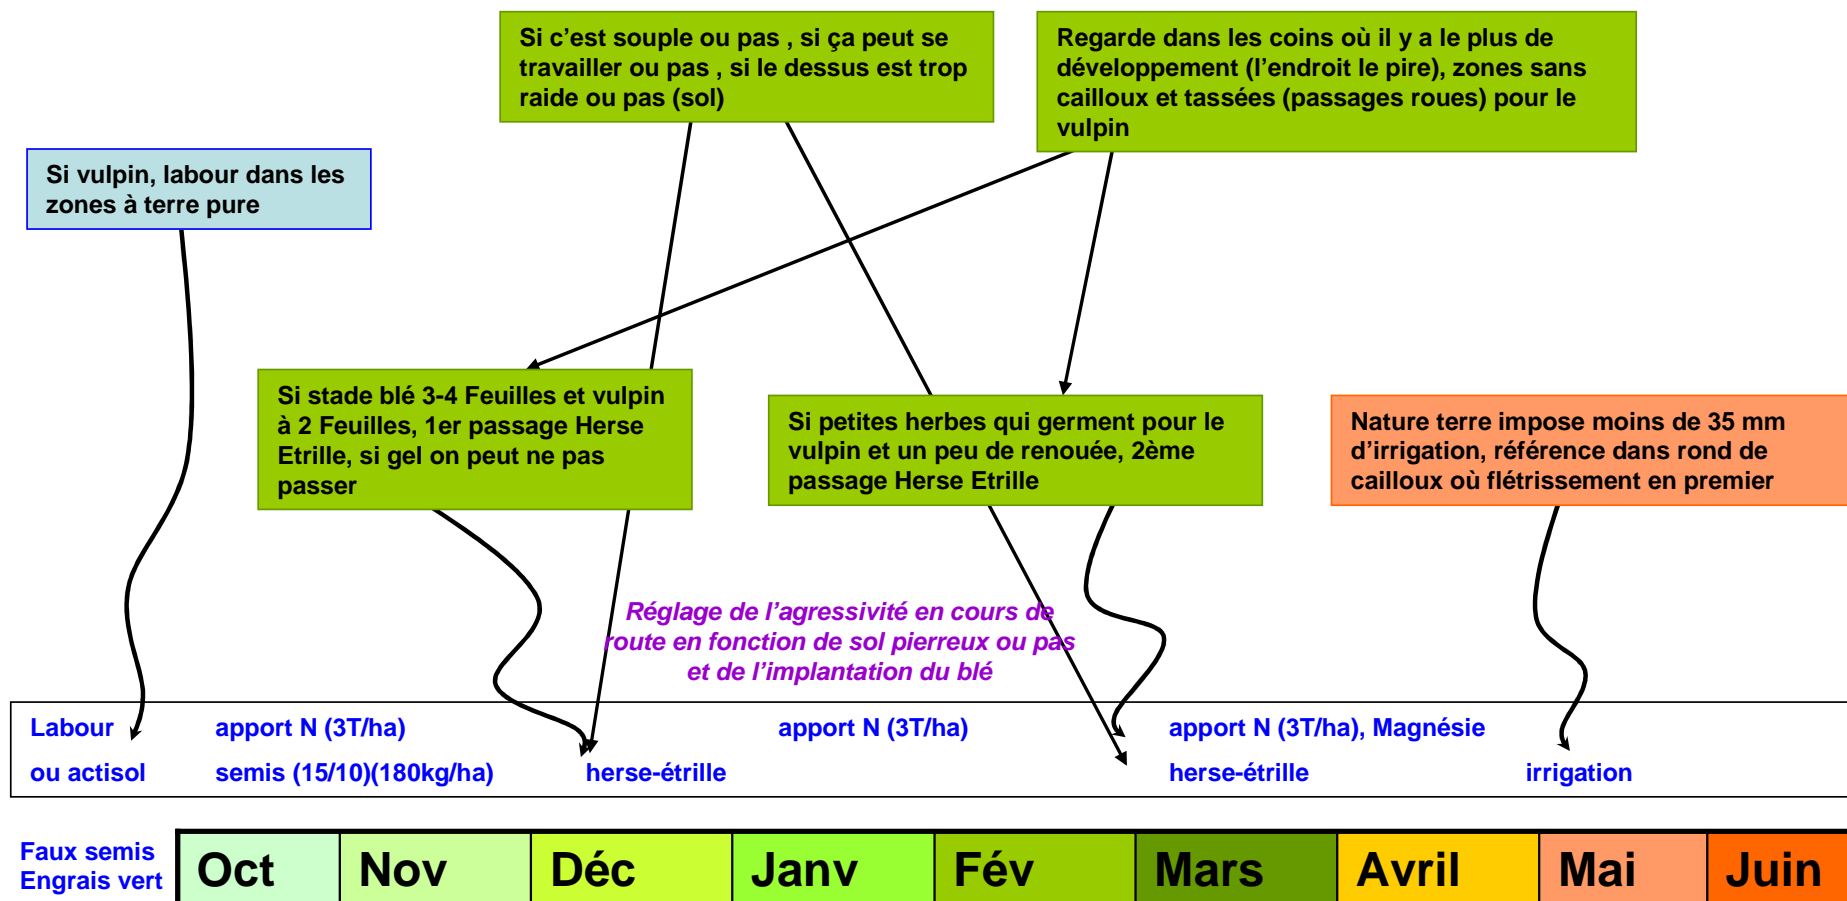 Si c’est souple ou pas , si ça peut se
travailler ou pas , si le dessus est trop
raide ou pas (sol)
Regarde dans les coins où il y a le plus de
développement (l’endroit le pire), zones sans
cailloux et tassées (passages roues) pour le
vulpin
Si vulpin, labour dans les
zones à terre pure
Si stade blé 3-4 Feuilles et vulpin
à 2 Feuilles, 1er passage Herse
Etrille, si gel on peut ne pas
passer
Si petites herbes qui germent pour le
vulpin et un peu de renouée, 2ème
passage Herse Etrille
Nature terre impose moins de 35 mm
d’irrigation, référence dans rond de
cailloux où flétrissement en premier
Réglage de l’agressivité en cours de
route en fonction de sol pierreux ou pas
et de l’implantation du blé
Labour apport N (3T/ha) apport N (3T/ha) apport N (3T/ha), Magnésie
ou actisol semis (15/10)(180kg/ha) herse-étrille herse-étrille irrigation
Faux semis
Engrais vert
Oct Nov Déc Janv Fév Mars Avril Mai Juin